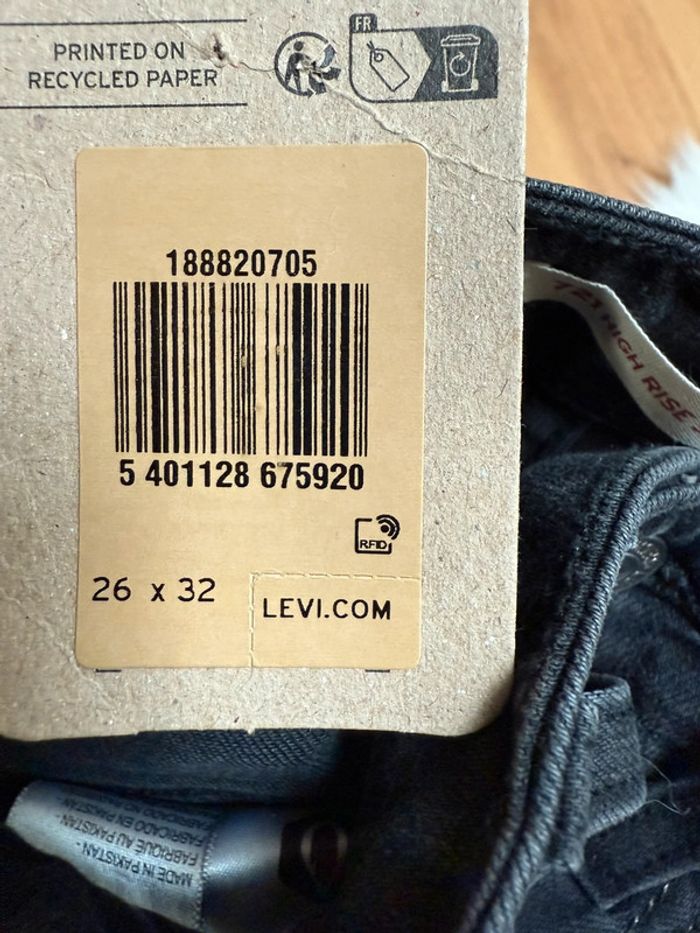 PRINTED ON
RECYCLED PAPER
FR
188820705
5 401128 675920
RFID
26 x 32
LEVI.COM
721 HIGH RISE
MADE IN PAKISTAN -
FABRIQUÉ AU PAKISTAN -
FABRICADO EN PAKISTAN -